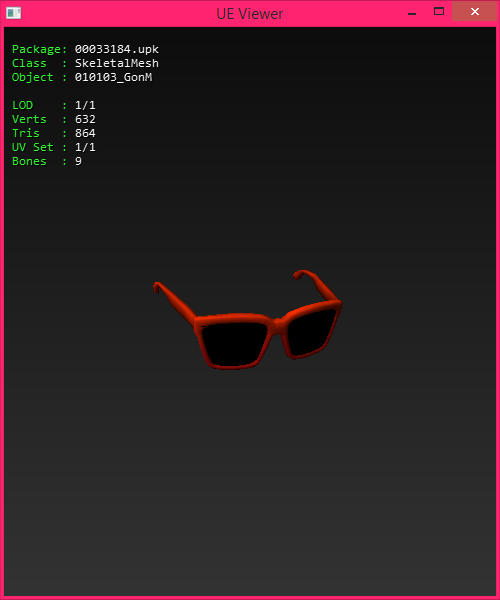 UE Viewer
Package: 00033184.upk
Class : SkeletalMesh
Object : 010103_GonM
LOD : 1/1
Verts : 632
Tris : 864
UV Set : 1/1
Bones : 9